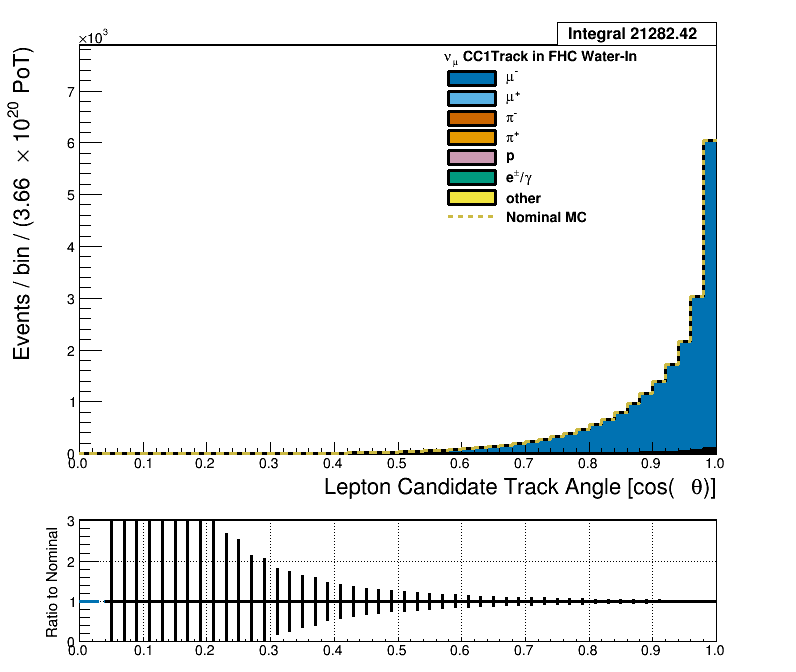 Integral 21282.42
×10³
ν_μ CC1Track in FHC Water-In
μ⁻
μ⁺
π⁻
π⁺
p
e^±/γ
other
Nominal MC
Events / bin / (3.66 × 10²⁰ PoT)
7
6
5
4
3
2
1
0
0.0 0.1 0.2 0.3 0.4 0.5 0.6 0.7 0.8 0.9 1.0
Lepton Candidate Track Angle [cos( θ)]
Ratio to Nominal
3
2
1
0
0.0 0.1 0.2 0.3 0.4 0.5 0.6 0.7 0.8 0.9 1.0